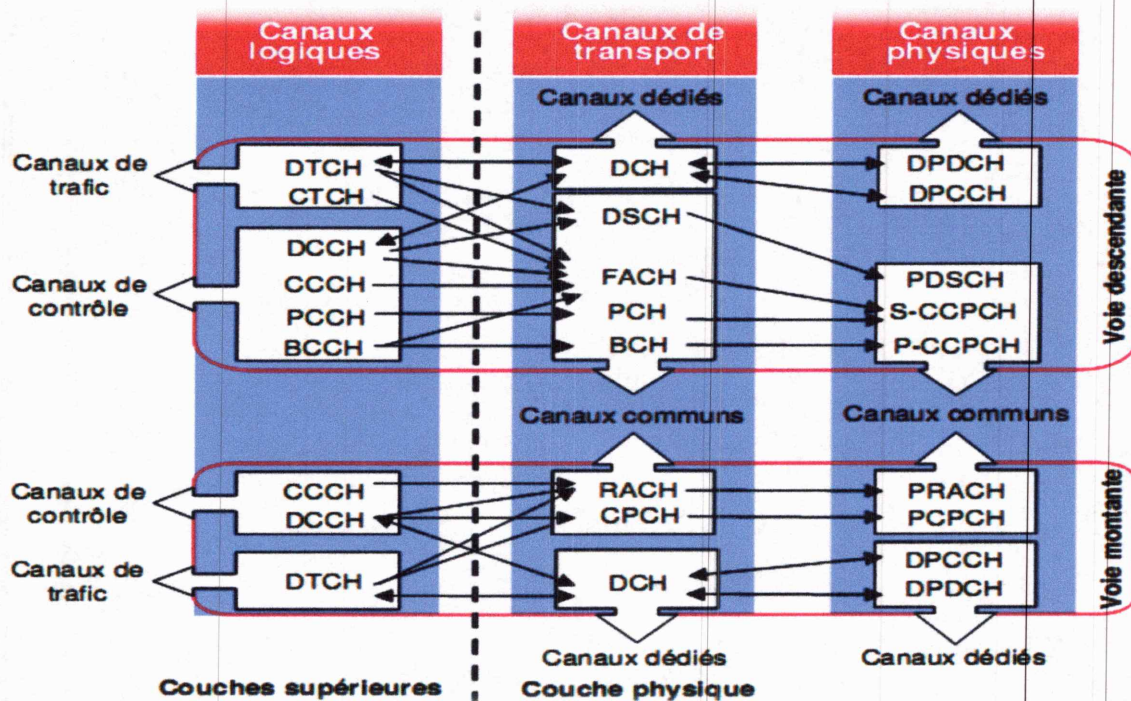 Canaux
logiques
Canaux de
transport
Canaux
physiques
Canaux dédiés
Canaux dédiés
Canaux de
trafic
DTCH
CTCH
DCH
DPDCH
DPCCH
Canaux de
contrôle
DCCH
CCCH
PCCH
BCCH
DSCH
FACH
PCH
BCH
PDSCH
S-CCPCH
P-CCPCH
Voie descendante
Canaux communs
Canaux communs
Canaux de
contrôle
CCCH
DCCH
RACH
CPCH
PRACH
PCPCH
Canaux de
trafic
DTCH
DCH
DPCCH
DPDCH
Voie montante
Canaux dédiés
Canaux dédiés
Couches supérieures
Couche physique